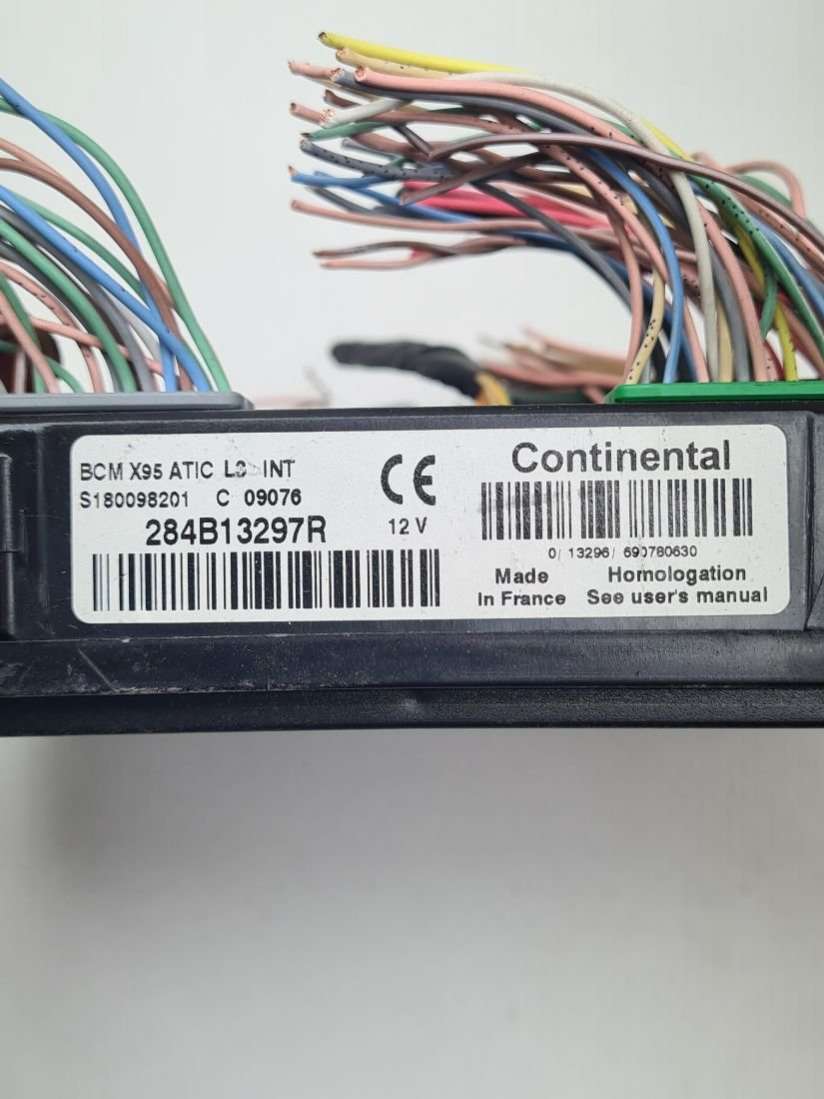 BCM X95 ATIC INT
S180098201 C 09076
284B13297R
CE
12 V
Continental
0/ 13296/ 690780630
Made
In France
Homologation
See user's manual